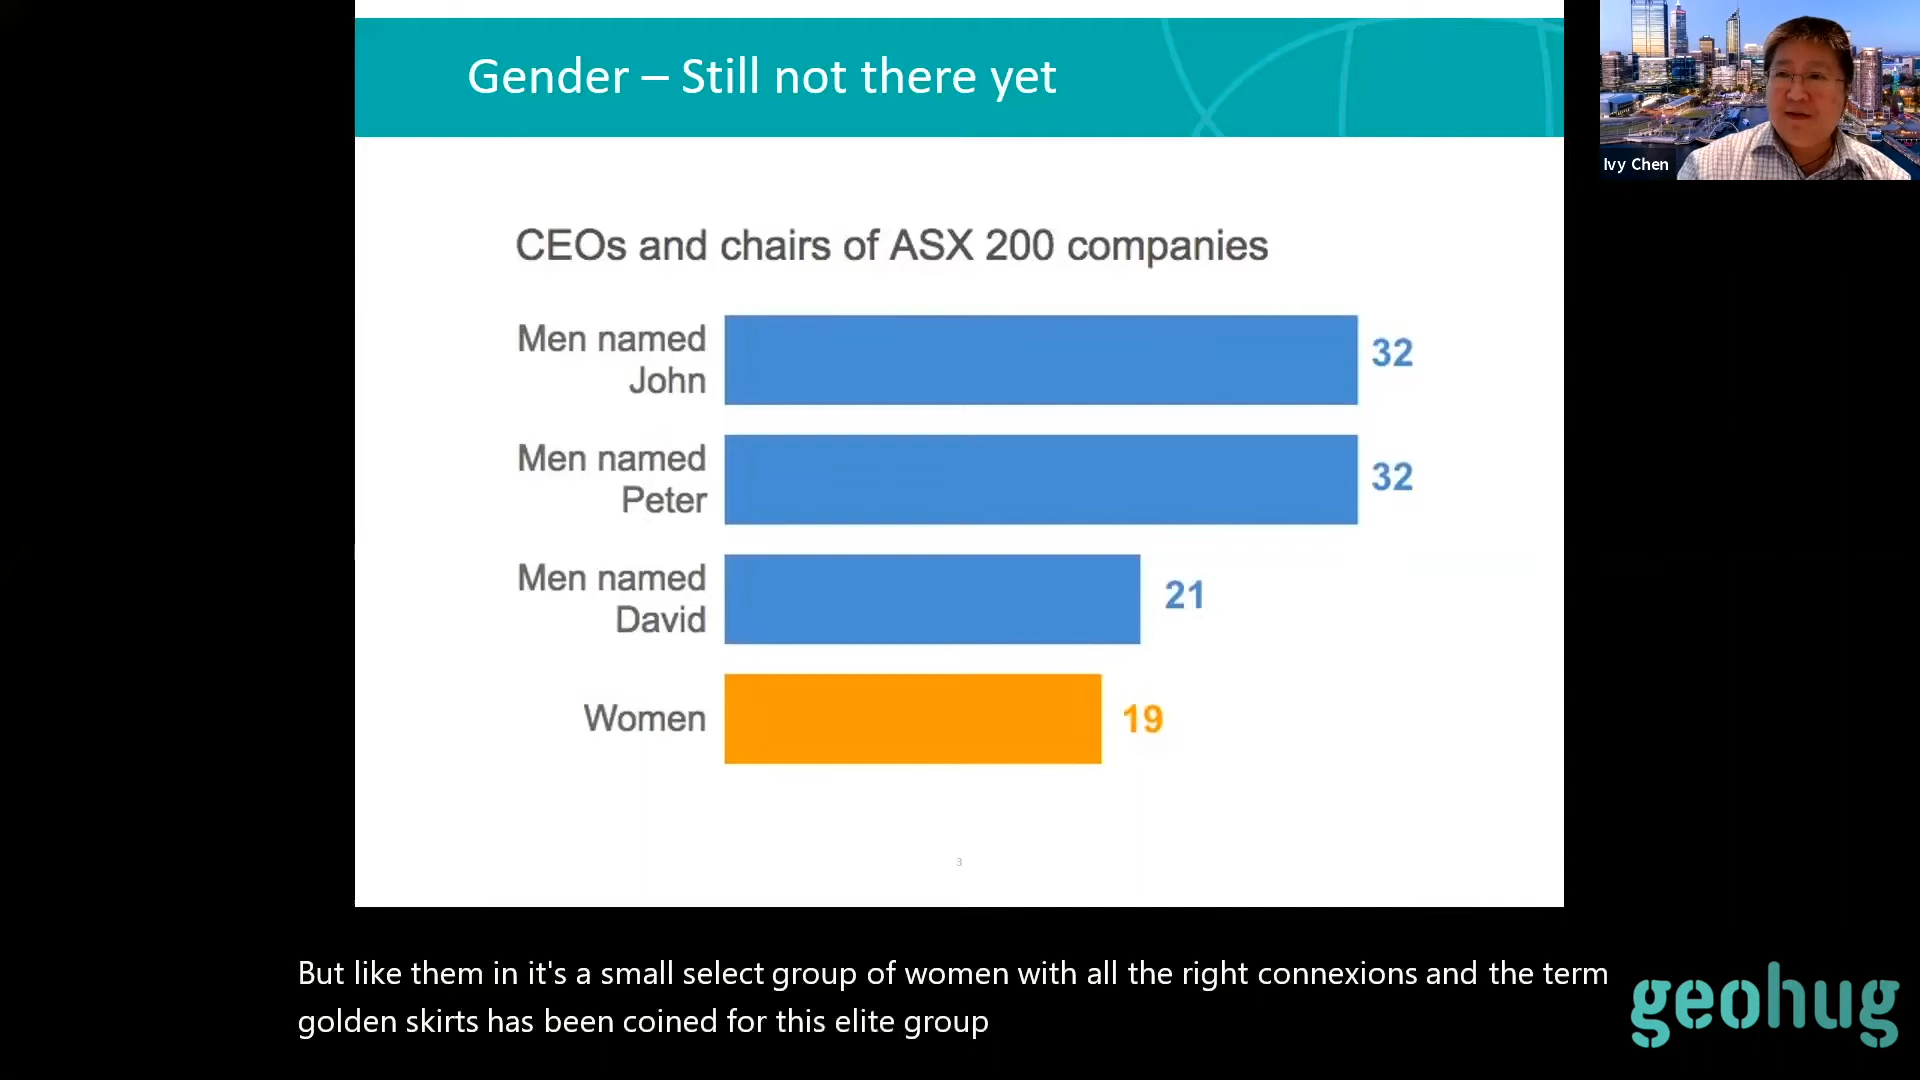 Gender – Still not there yet
Ivy Chen
CEOs and chairs of ASX 200 companies
Men named
John
32
Men named
Peter
32
Men named
David
21
Women
19
3
But like them in it's a small select group of women with all the right connexions and the term
golden skirts has been coined for this elite group
geohug